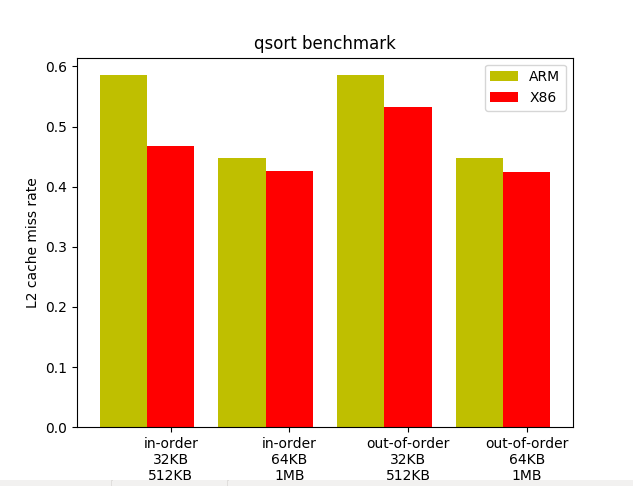 qsort benchmark
ARM
X86
L2 cache miss rate
0.6
0.5
0.4
0.3
0.2
0.1
0.0
in-order
32KB
512KB
in-order
64KB
1MB
out-of-order
32KB
512KB
out-of-order
64KB
1MB